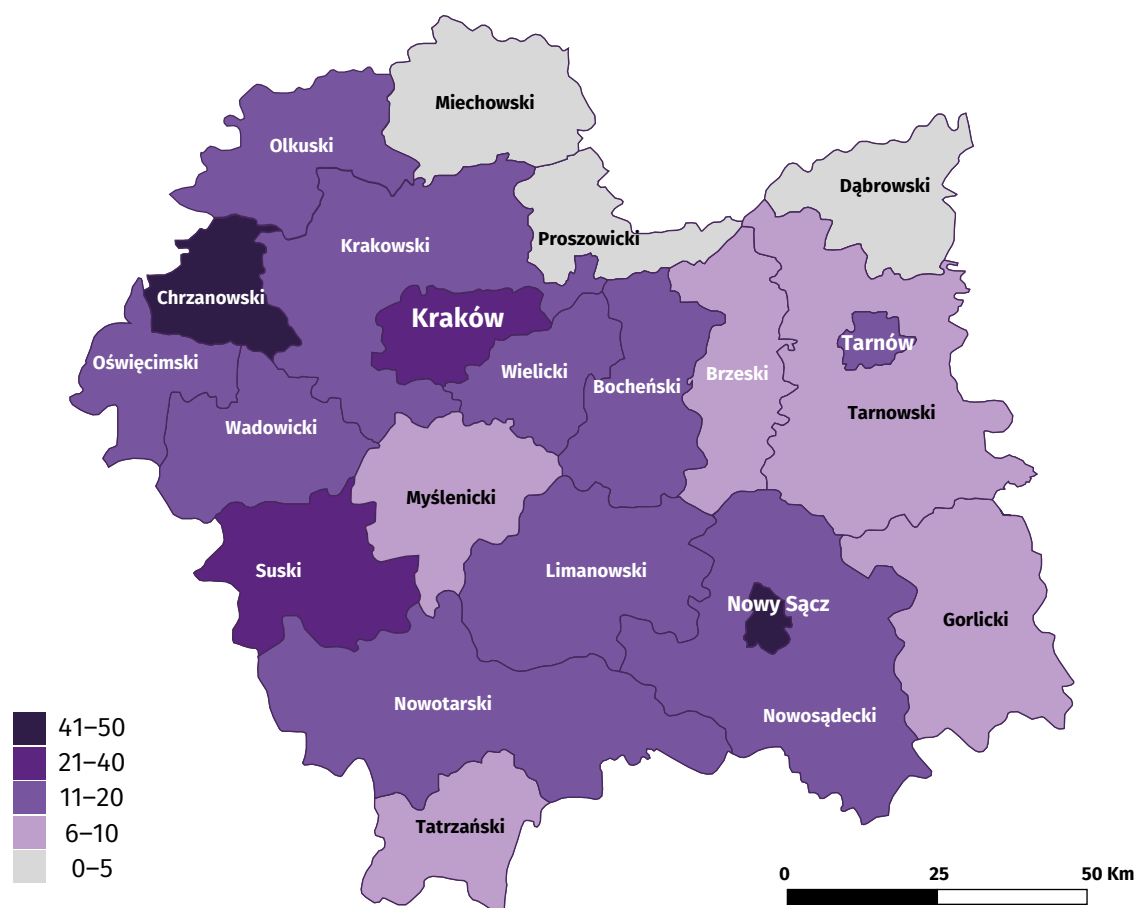 Miechowski
Olkuski
Dąbrowski
Proszowicki
Krakowski
Chrzanowski
Kraków
Tarnów
Oświęcimski
Wielicki
Brzeski
Bocheński
Tarnowski
Wadowicki
Myślenicki
Suski
Limanowski
Nowy Sącz
Gorlicki
Nowotarski
Nowosądecki
Tatrzański
41–50
21–40
11–20
6–10
0–5
0 25 50 Km